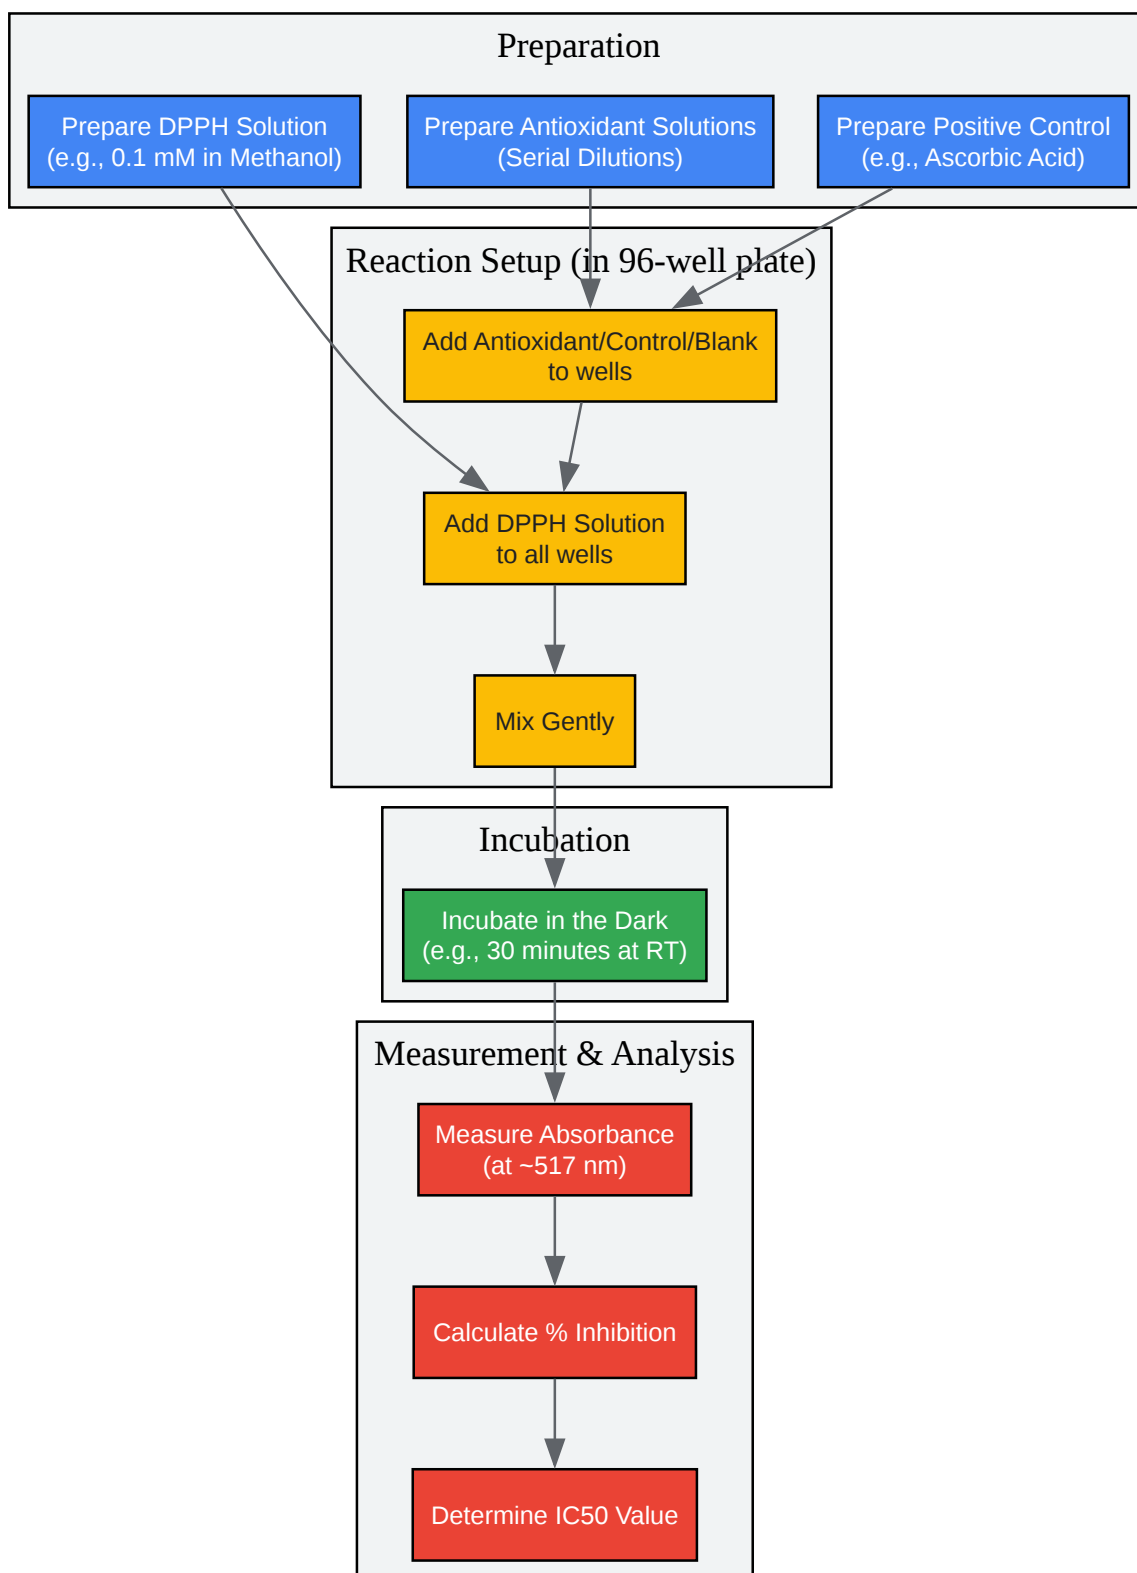 Preparation
Prepare DPPH Solution
(e.g., 0.1 mM in Methanol)
Prepare Antioxidant Solutions
(Serial Dilutions)
Prepare Positive Control
(e.g., Ascorbic Acid)
Reaction Setup (in 96-well plate)
Add Antioxidant/Control/Blank
to wells
Add DPPH Solution
to all wells
Mix Gently
Incubation
Incubate in the Dark
(e.g., 30 minutes at RT)
Measurement & Analysis
Measure Absorbance
(at ~517 nm)
Calculate % Inhibition
Determine IC50 Value